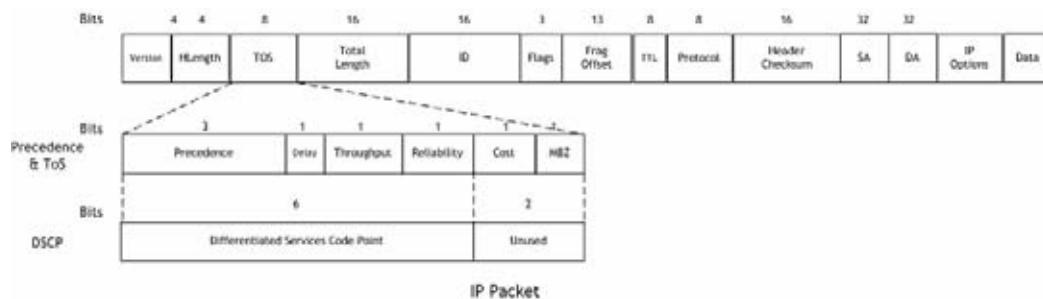 Bits 4 4 8 16 16 3 13 8 8 16 32 32
Version HLength TOS Total Length ID Flags Frag Offset TTL Protocol Header Checksum SA DA IP Options Data
Bits 3 1 1 1 1 1
Precedence & ToS Precedence Delay Throughput Reliability Cost MBZ
Bits 6 2
DSCP Differentiated Services Code Point Unused
IP Packet